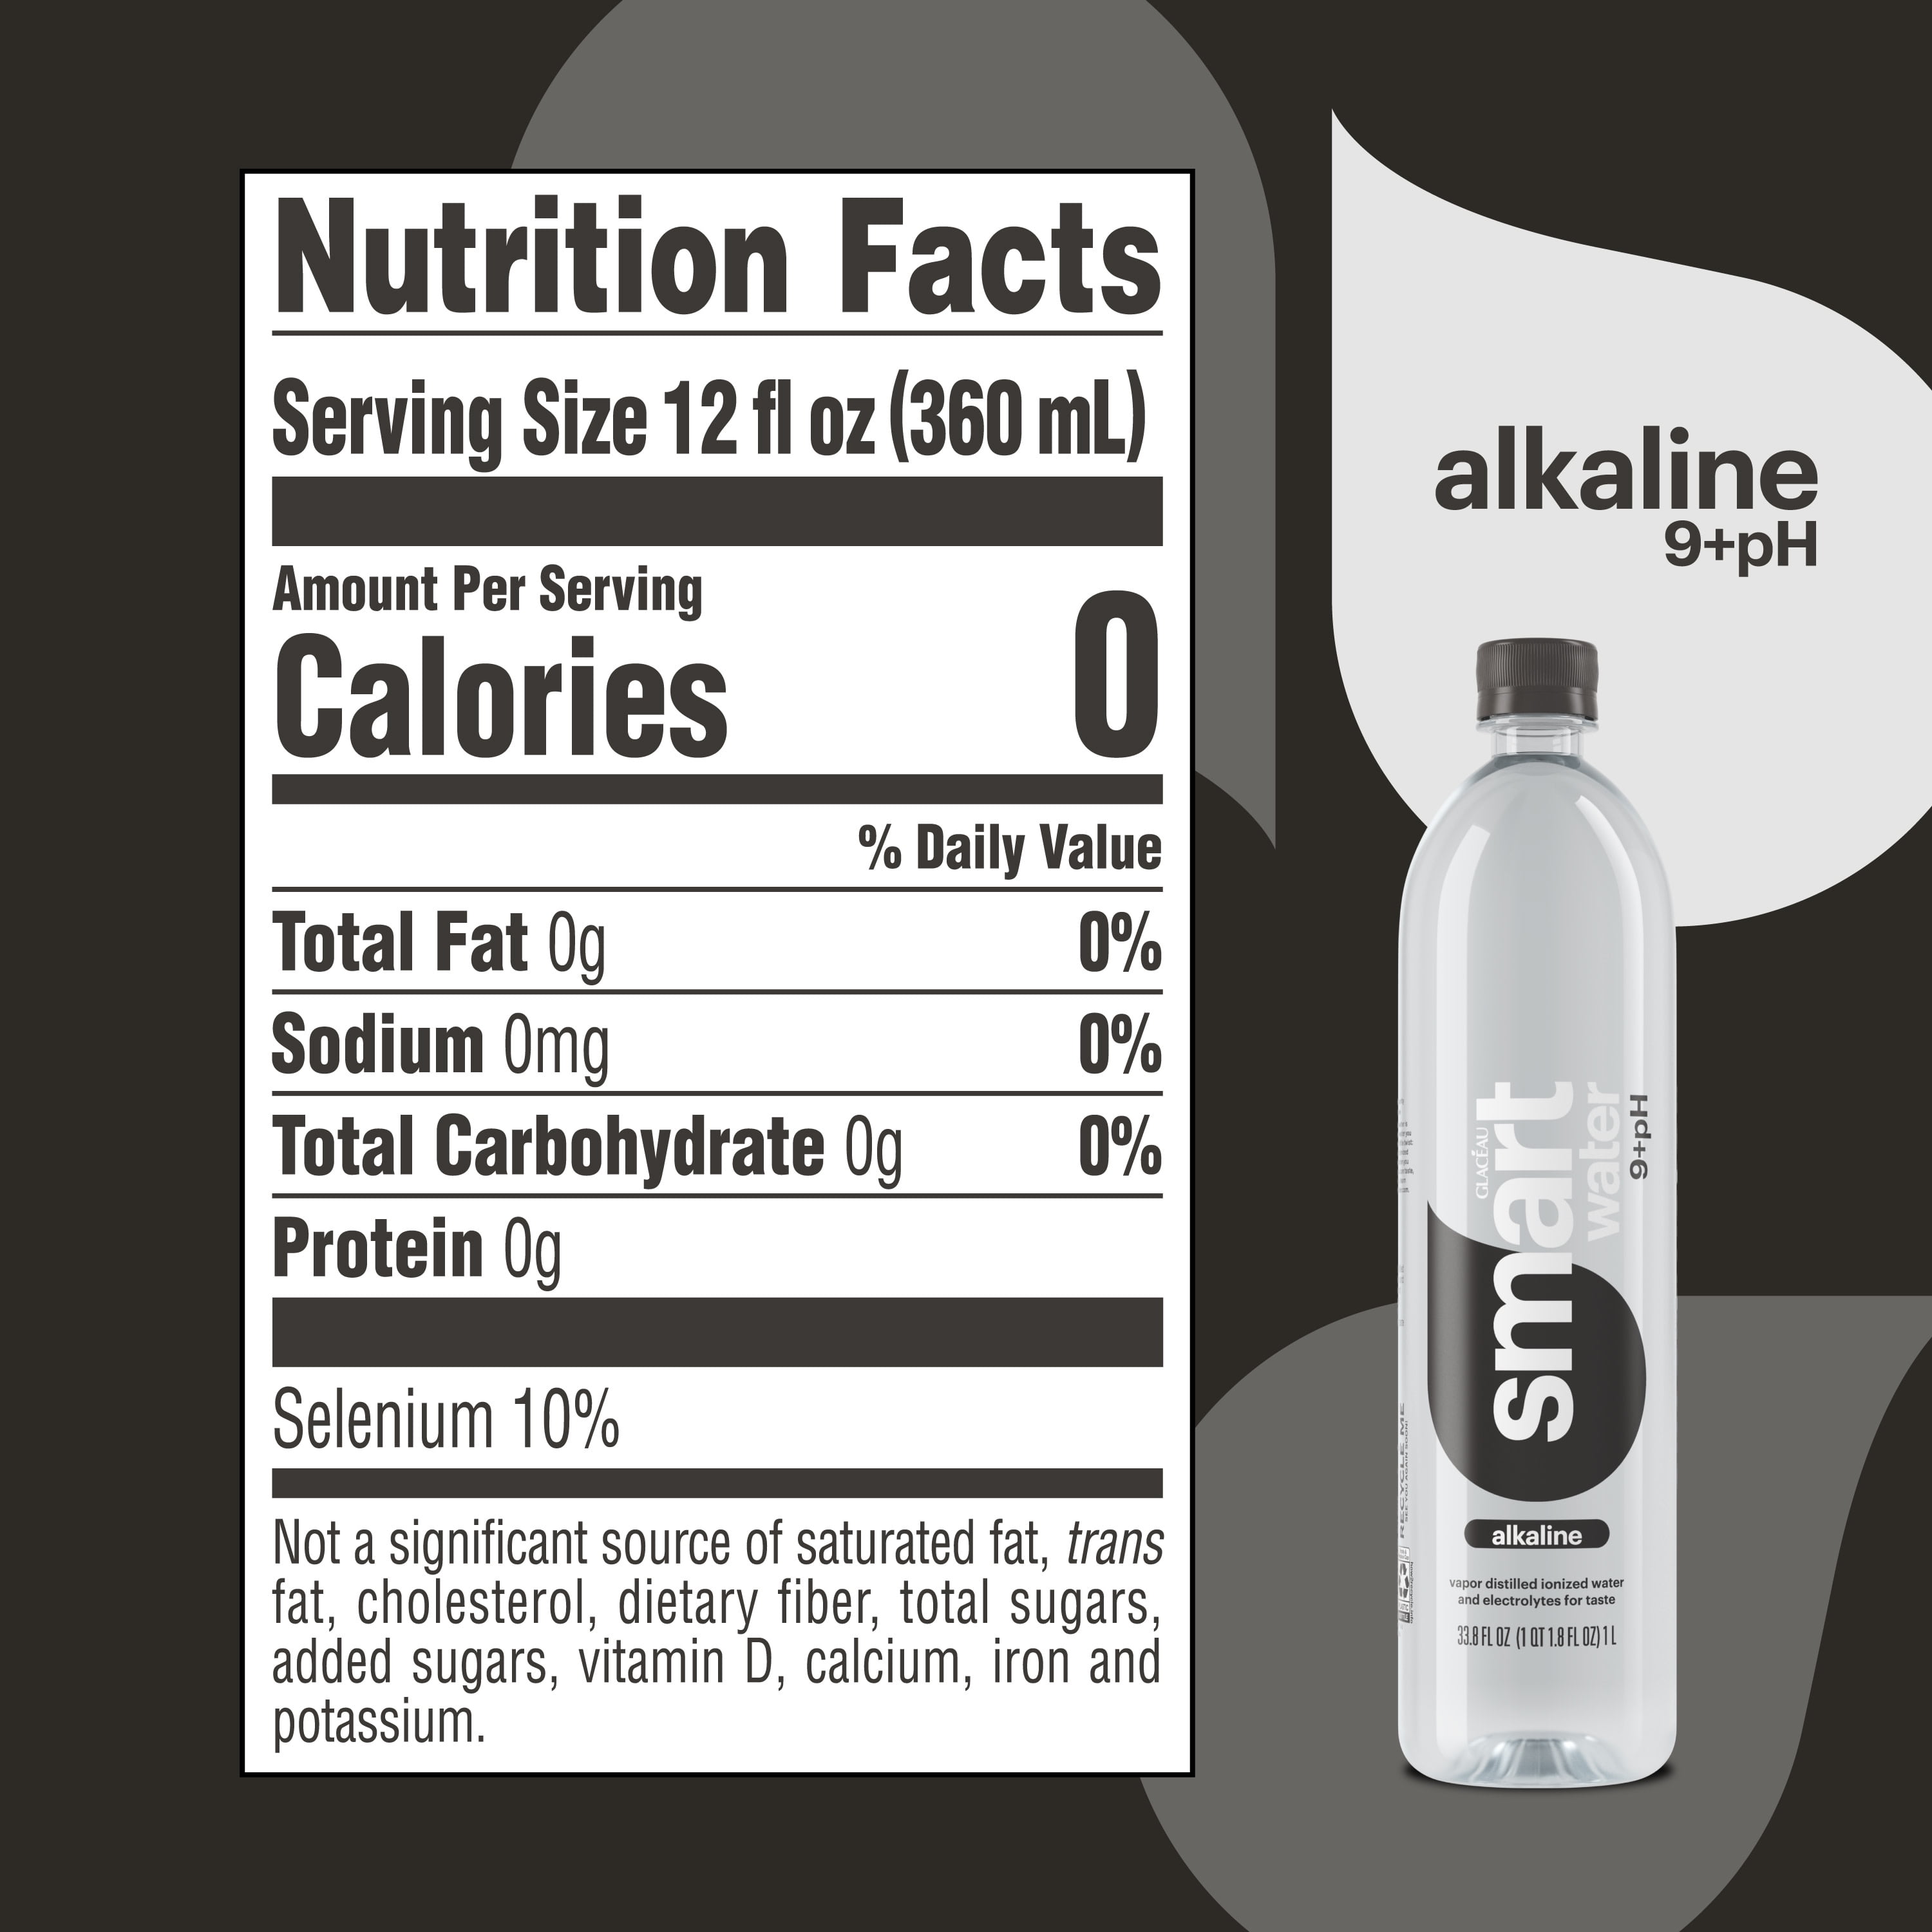 Nutrition Facts
Serving Size 12 fl oz (360 mL)
Amount Per Serving
Calories 0
% Daily Value
Total Fat 0g 0%
Sodium 0mg 0%
Total Carbohydrate 0g 0%
Protein 0g
Selenium 10%
Not a significant source of saturated fat, trans
fat, cholesterol, dietary fiber, total sugars,
added sugars, vitamin D, calcium, iron and
potassium.
alkaline
9+pH
GLACÉAU
smart
water
9+pH
alkaline
vapor distilled ionized water
and electrolytes for taste
33.8 FL OZ (1 QT 1.8 FL OZ) 1 L
RECYCLE ME